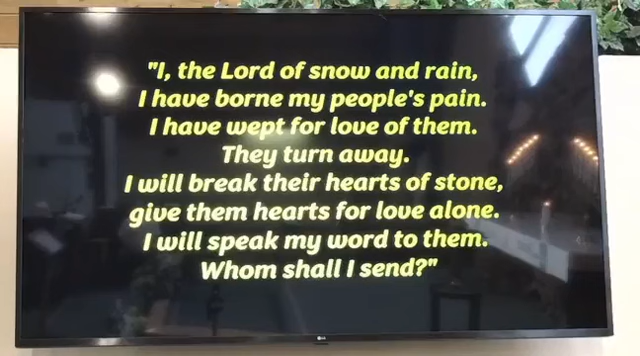 "I, the Lord of snow and rain,
I have borne my people's pain.
I have wept for love of them.
They turn away.
I will break their hearts of stone,
give them hearts for love alone.
I will speak my word to them.
Whom shall I send?"
LG